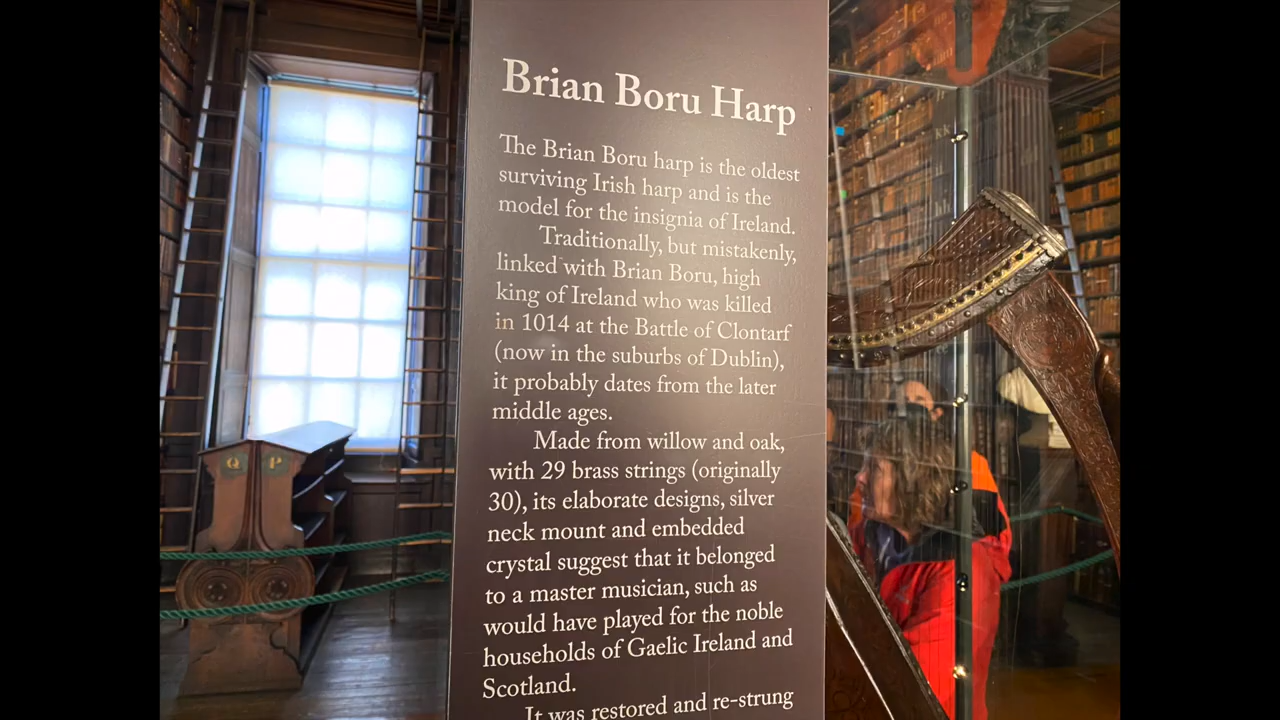 Brian Boru Harp
The Brian Boru harp is the oldest
surviving Irish harp and is the
model for the insignia of Ireland.
Traditionally, but mistakenly,
linked with Brian Boru, high
king of Ireland who was killed
in 1014 at the Battle of Clontarf
(now in the suburbs of Dublin),
it probably dates from the later
middle ages.
Made from willow and oak,
with 29 brass strings (originally
30), its elaborate designs, silver
neck mount and embedded
crystal suggest that it belonged
to a master musician, such as
would have played for the noble
households of Gaelic Ireland and
Scotland.
It was restored and re-strung
Q P
kk
hh